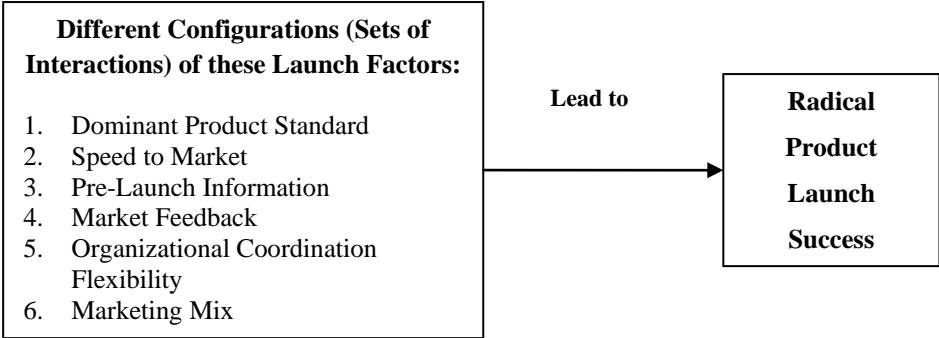 Different Configurations (Sets of
Interactions) of these Launch Factors:
1. Dominant Product Standard
2. Speed to Market
3. Pre-Launch Information
4. Market Feedback
5. Organizational Coordination
Flexibility
6. Marketing Mix
Lead to
Radical
Product
Launch
Success